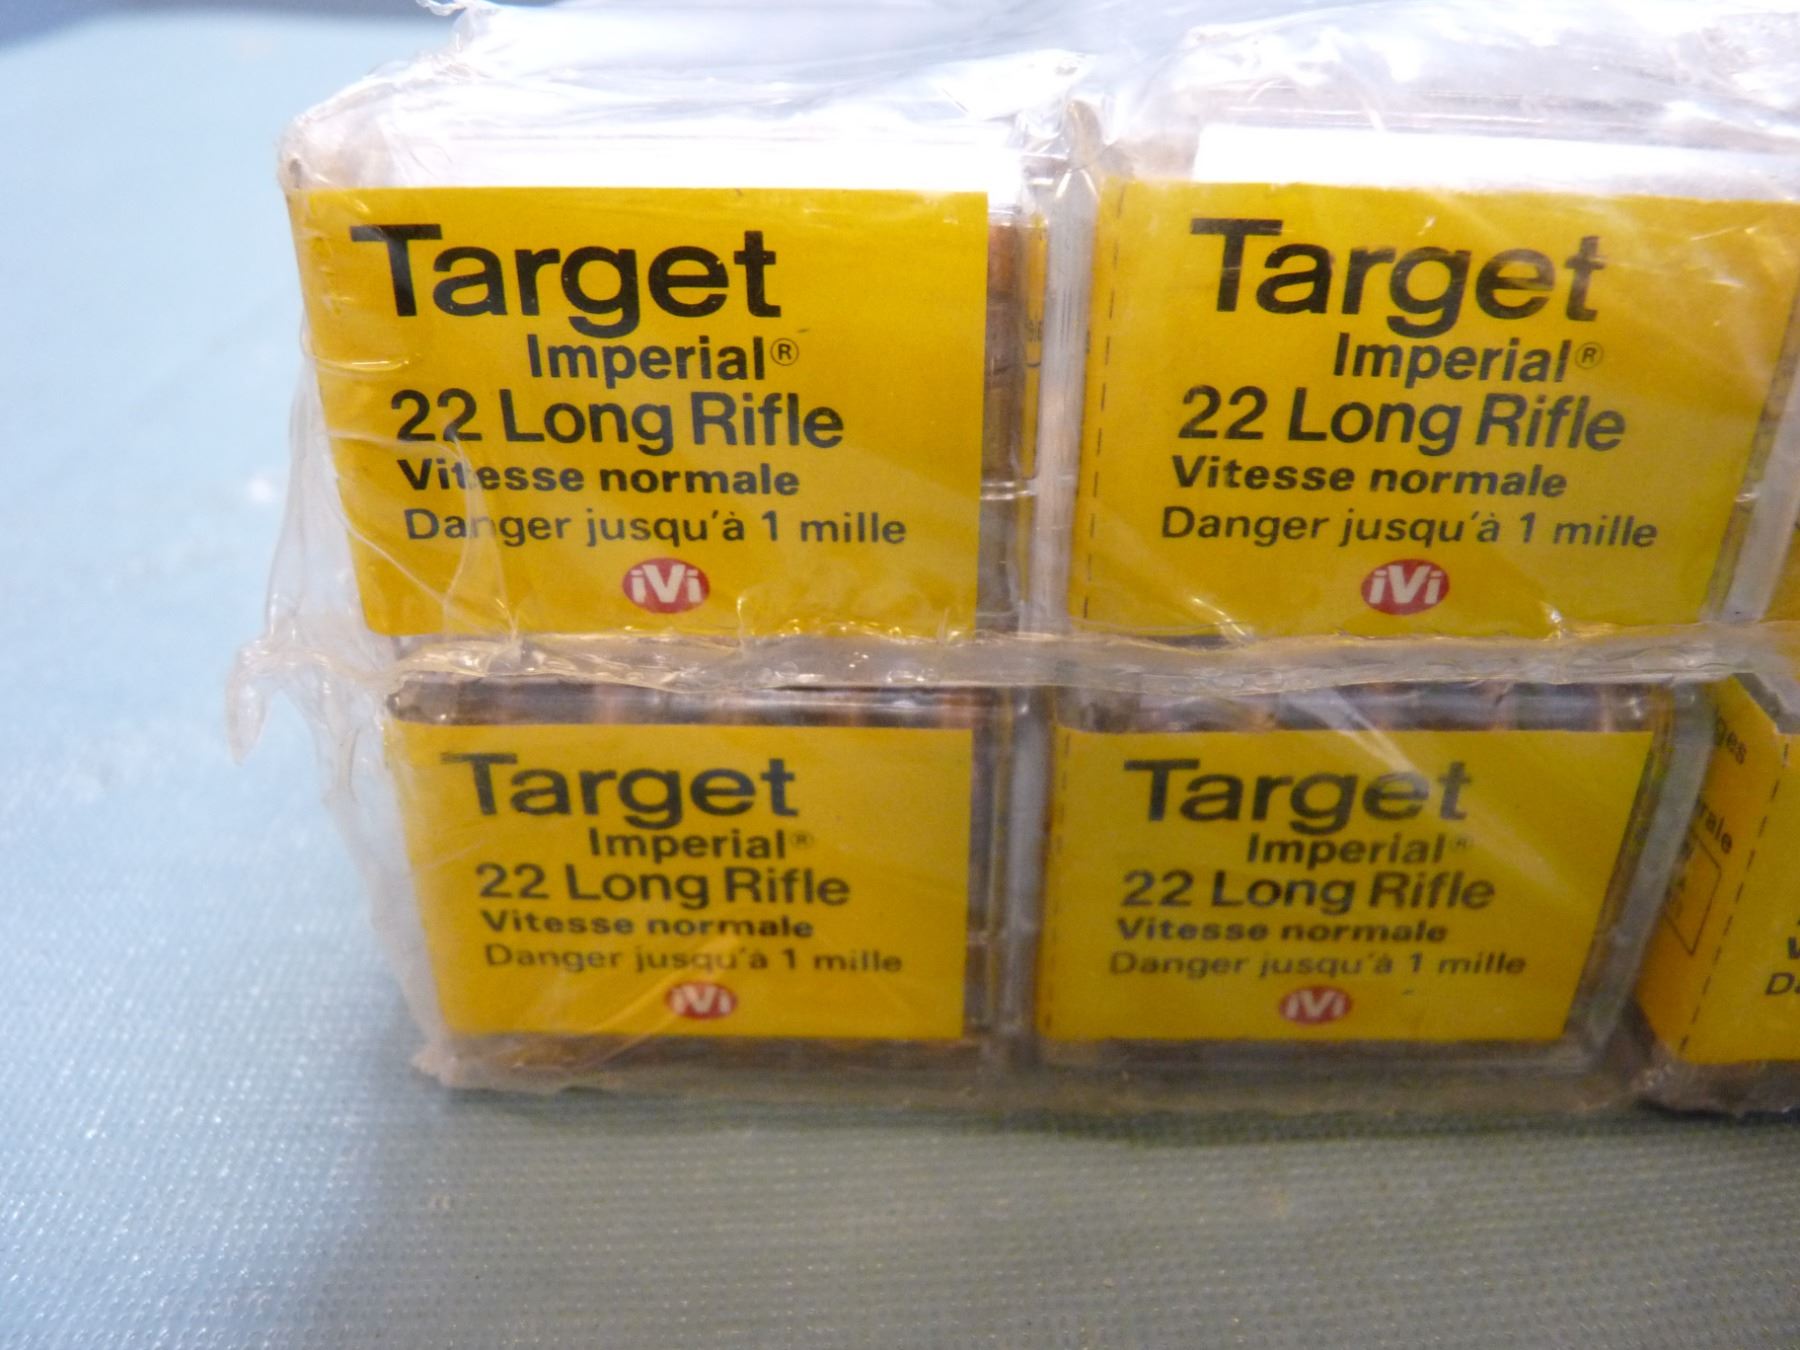 Target
Imperial®
22 Long Rifle
Vitesse normale
Danger jusqu'à 1 mille
iVi
Target
Imperial®
22 Long Rifle
Vitesse normale
Danger jusqu'à 1 mille
iVi
Target
Imperial®
22 Long Rifle
Vitesse normale
Danger jusqu'à 1 mille
iVi
Target
Imperial®
22 Long Rifle
Vitesse normale
Danger jusqu'à 1 mille
iVi